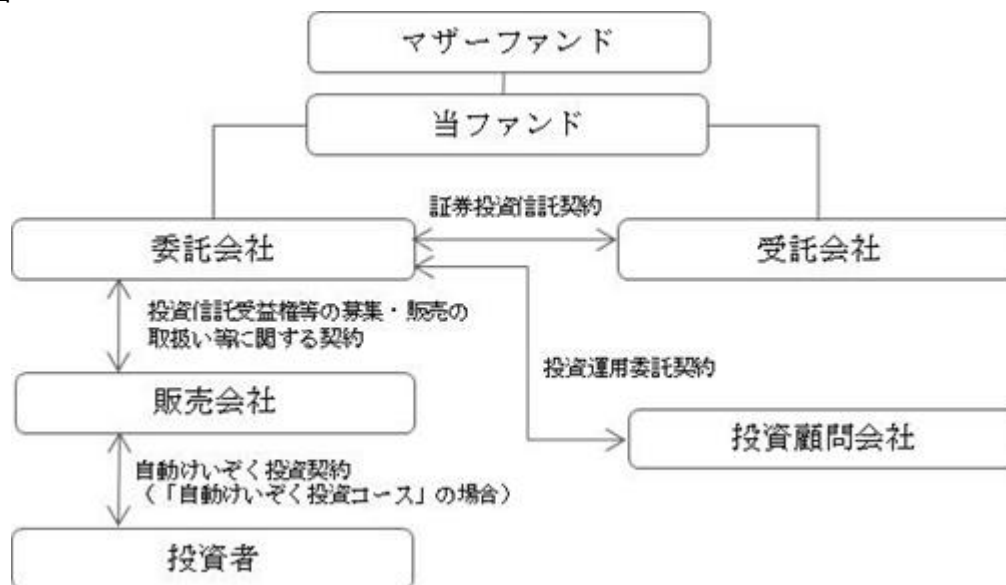 マザーファンド
当ファンド
証券投資信託契約
委託会社
受託会社
投資信託受益権等の募集・販売の
取扱い等に関する契約
投資運用委託契約
販売会社
投資顧問会社
自動けいぞく投資契約
(「自動けいぞく投資コース」の場合)
投資者